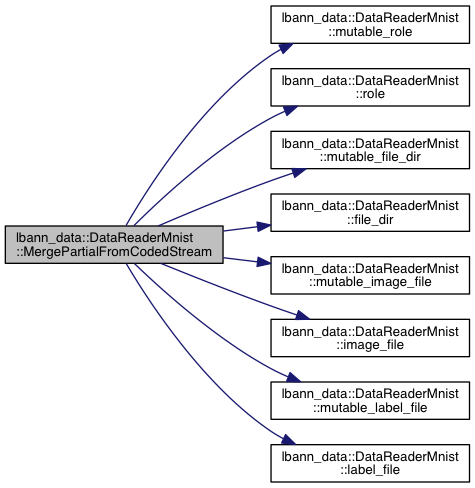 lbann_data::DataReaderMnist
::MergePartialFromCodedStream
lbann_data::DataReaderMnist
::mutable_role
lbann_data::DataReaderMnist
::role
lbann_data::DataReaderMnist
::mutable_file_dir
lbann_data::DataReaderMnist
::file_dir
lbann_data::DataReaderMnist
::mutable_image_file
lbann_data::DataReaderMnist
::image_file
lbann_data::DataReaderMnist
::mutable_label_file
lbann_data::DataReaderMnist
::label_file